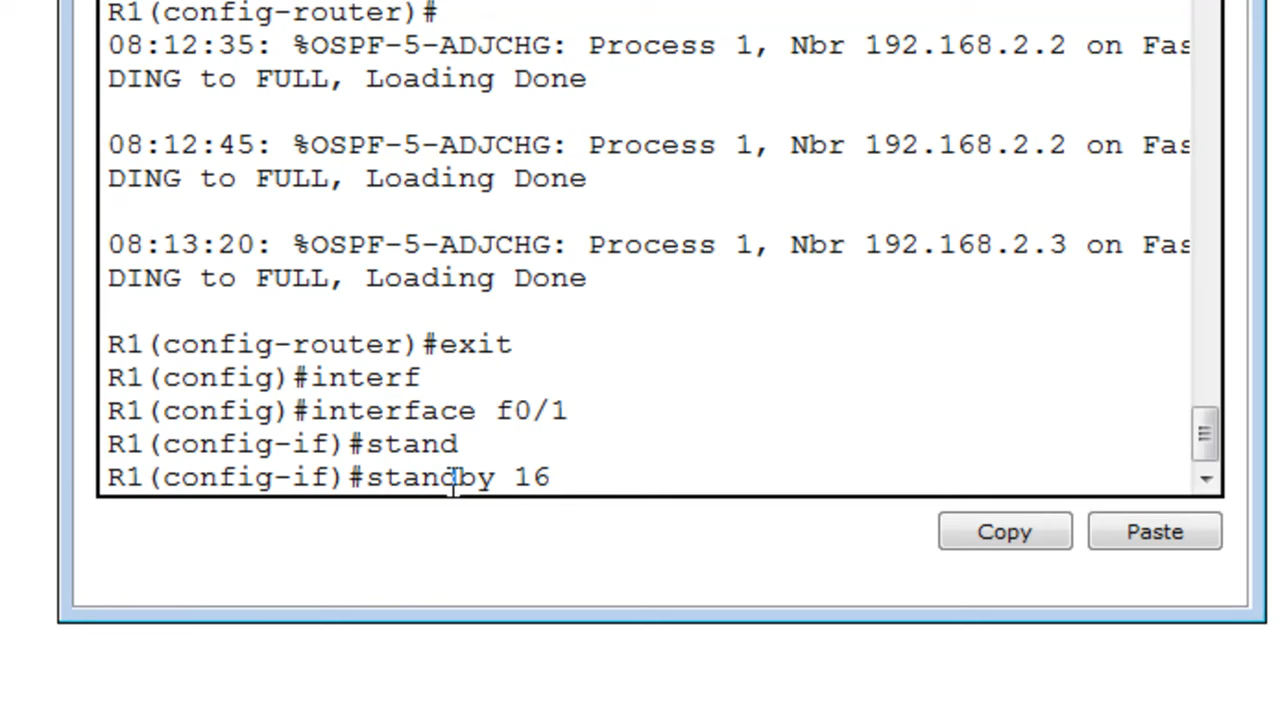 R1(config-router)#
08:12:35: %OSPF-5-ADJCHG: Process 1, Nbr 192.168.2.2 on Fas
DING to FULL, Loading Done
08:12:45: %OSPF-5-ADJCHG: Process 1, Nbr 192.168.2.2 on Fas
DING to FULL, Loading Done
08:13:20: %OSPF-5-ADJCHG: Process 1, Nbr 192.168.2.3 on Fas
DING to FULL, Loading Done
R1(config-router)#exit
R1(config)#interf
R1(config)#interface f0/1
R1(config-if)#stand
R1(config-if)#standby 16
Copy
Paste